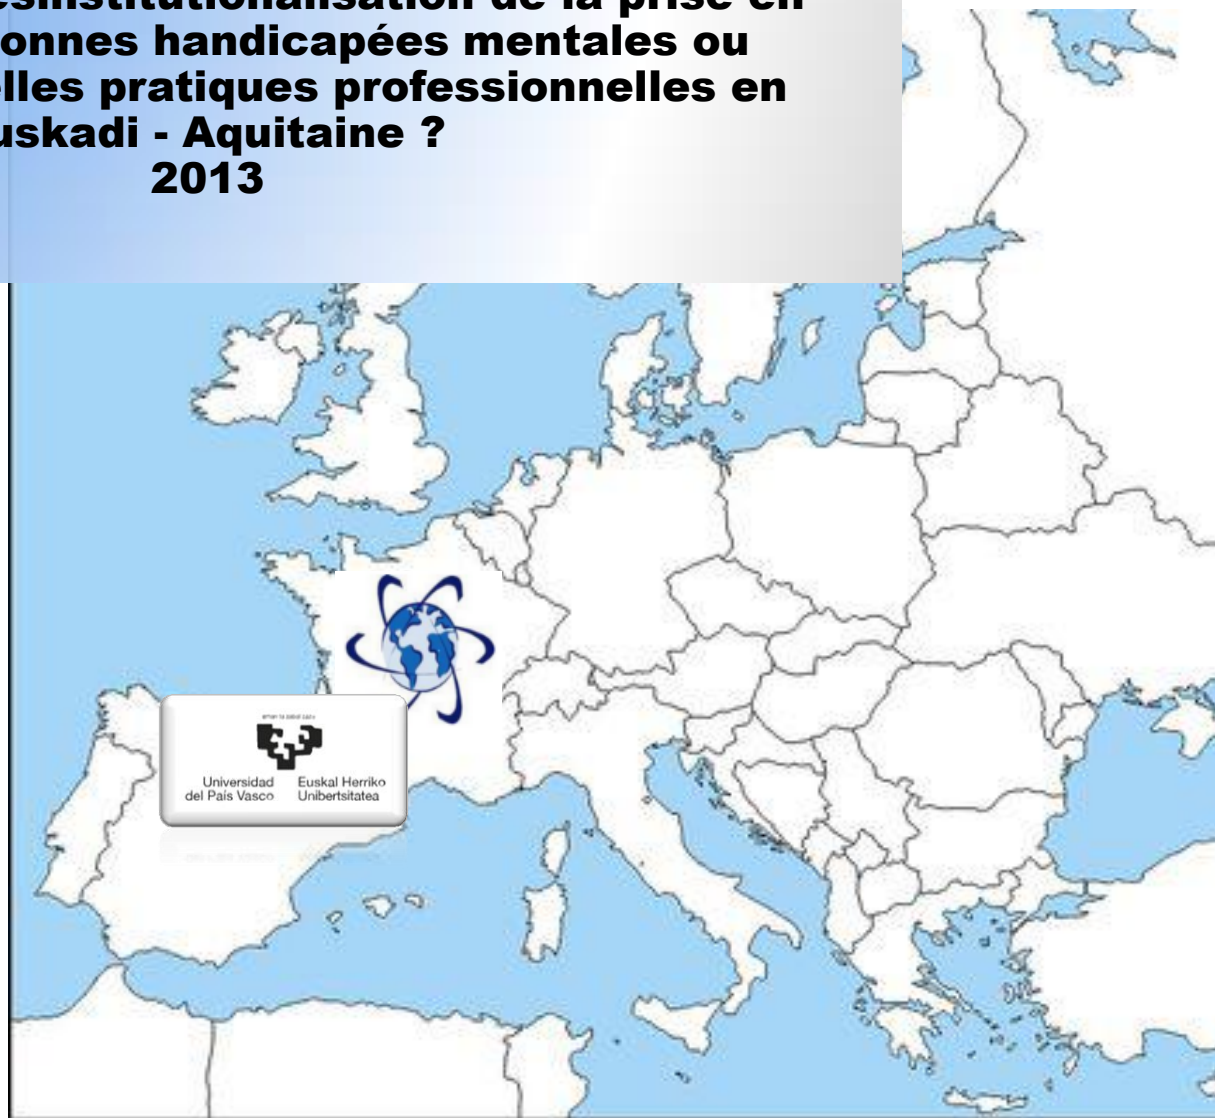 ésinstitutionalisation de la prise en
onnes handicapées mentales ou
elles pratiques professionnelles en
uskadi - Aquitaine ?
2013
Universidad
del País Vasco
Euskal Herriko
Unibertsitatea